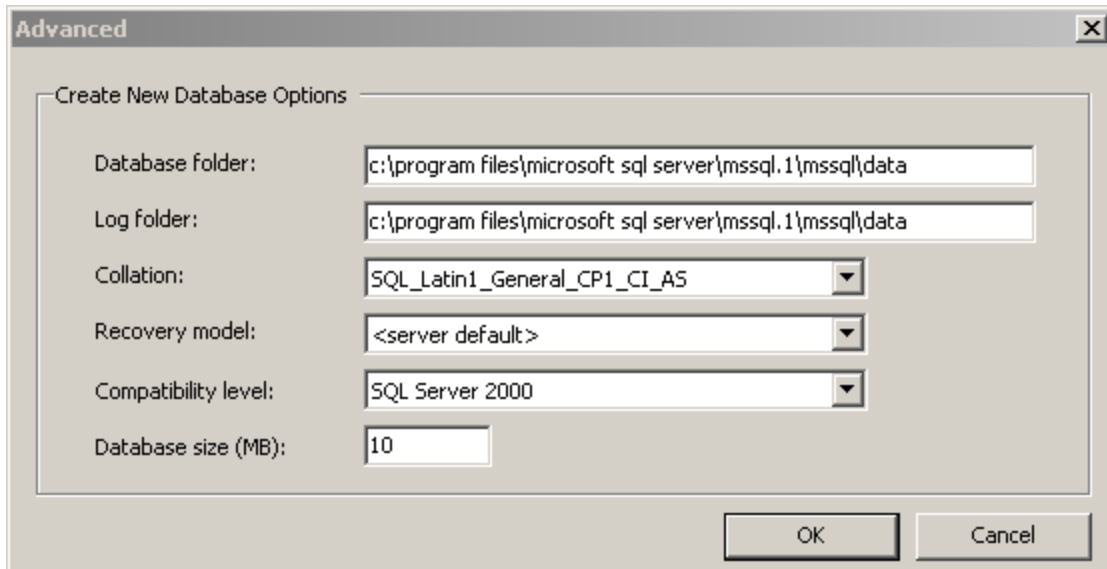 Advanced
Create New Database Options
Database folder: c:\program files\microsoft sql server\mssql.1\mssql\data
Log folder: c:\program files\microsoft sql server\mssql.1\mssql\data
Collation: SQL_Latin1_General_CP1_CI_AS
Recovery model: <server default>
Compatibility level: SQL Server 2000
Database size (MB): 10
OK Cancel